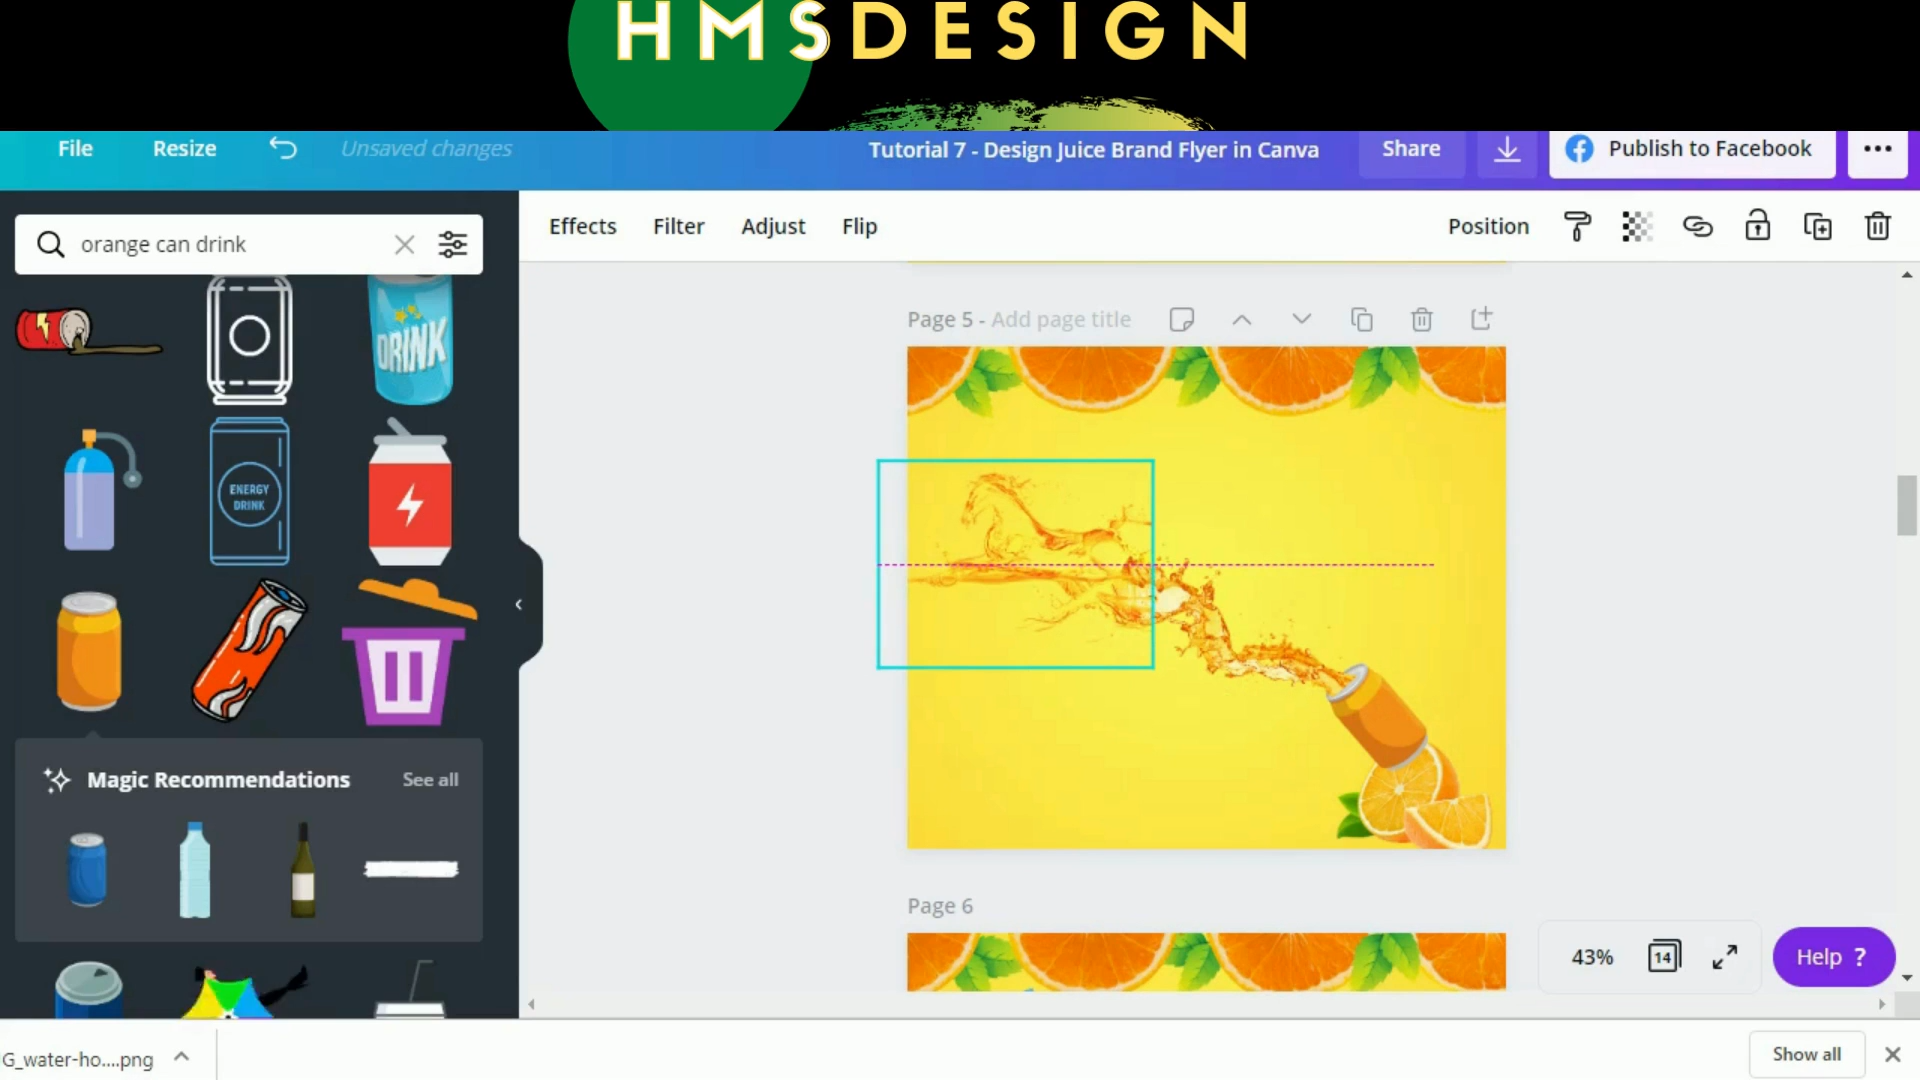 HMSDESIGN
File Resize Unsaved changes Tutorial 7 - Design Juice Brand Flyer in Canva Share Publish to Facebook
orange can drink
Effects Filter Adjust Flip Position
Page 5 - Add page title
DRINK
ENERGY
DRINK
Magic Recommendations See all
Page 6
43% 14 Help ?
G_water-ho....png Show all